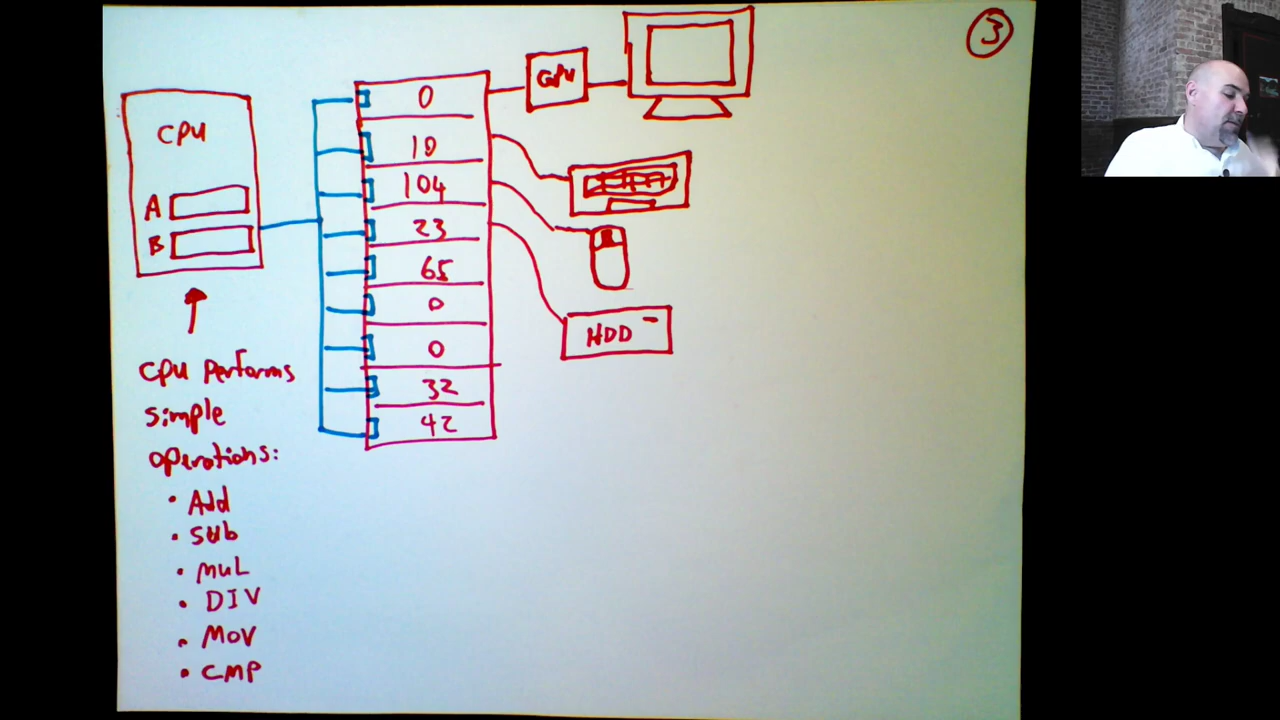 3
CPU
A
B
0
10
104
23
65
0
0
32
42
GPU
HDD
CPU Performs
Simple
Operations:
• Add
• Sub
• MUL
• DIV
• MOV
• CMP